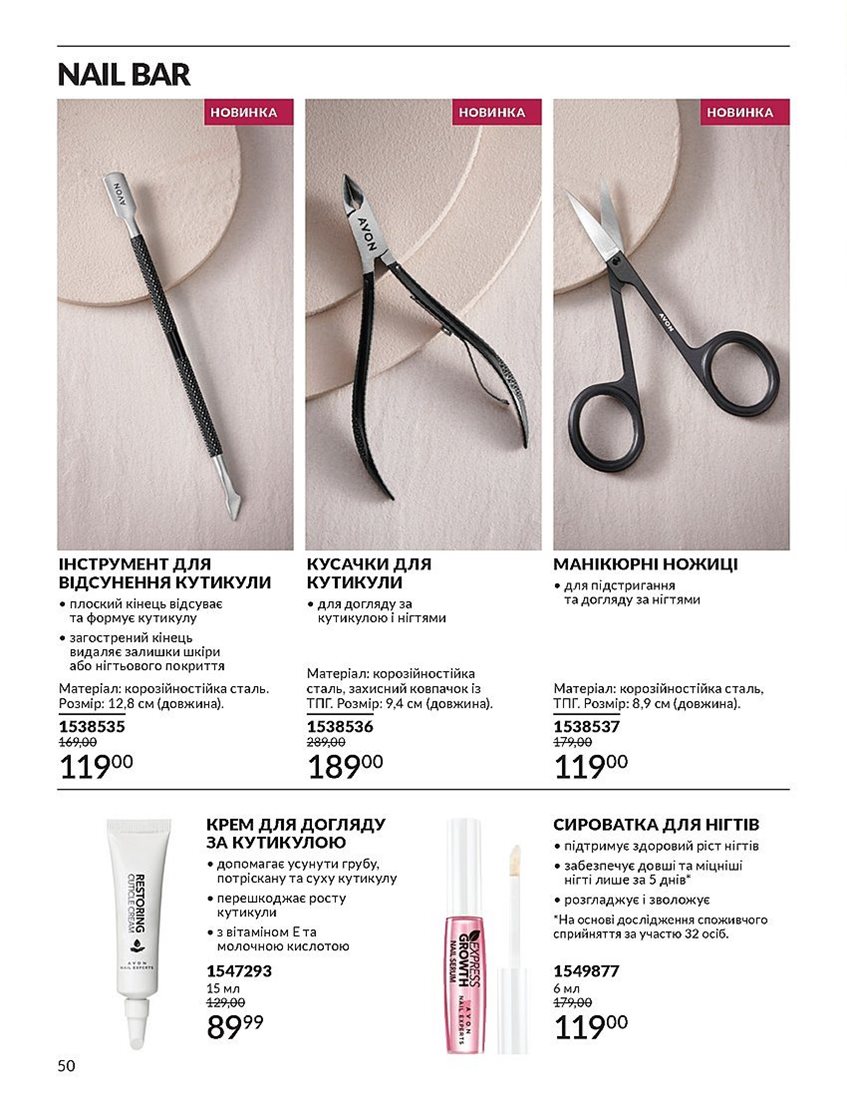 NAIL BAR
НОВИНКА
AVON
ІНСТРУМЕНТ ДЛЯ
ВІДСУНЕННЯ КУТИКУЛИ
• плоский кінець відсуває
та формує кутикулу
• загострений кінець
видаляє залишки шкіри
або нігтьового покриття
Матеріал: корозійностійка сталь.
Розмір: 12,8 см (довжина).
1538535
169,00
119⁰⁰
НОВИНКА
AVON
КУСАЧКИ ДЛЯ
КУТИКУЛИ
• для догляду за
кутикулою і нігтями
Матеріал: корозійностійка
сталь, захисний ковпачок із
ТПГ. Розмір: 9,4 см (довжина).
1538536
289,00
189⁰⁰
НОВИНКА
AVON
МАНІКЮРНІ НОЖИЦІ
• для підстригання
та догляду за нігтями
Матеріал: корозійностійка сталь,
ТПГ. Розмір: 8,9 см (довжина).
1538537
179,00
119⁰⁰
RESTORING
CUTICLE CREAM
AVON
NAIL EXPERTS
КРЕМ ДЛЯ ДОГЛЯДУ
ЗА КУТИКУЛОЮ
• допомагає усунути грубу,
потріскану та суху кутикулу
• перешкоджає росту
кутикули
• з вітаміном Е та
молочною кислотою
1547293
15 мл
129,00
89⁹⁹
EXPRESS
GROWTH
NAIL SERUM
AVON
NAIL EXPERTS
СИРОВАТКА ДЛЯ НІГТІВ
• підтримує здоровий ріст нігтів
• забезпечує довші та міцніші
нігті лише за 5 днів*
• розгладжує і зволожує
*На основі дослідження споживчого
сприйняття за участю 32 осіб.
1549877
6 мл
179,00
119⁰⁰
50